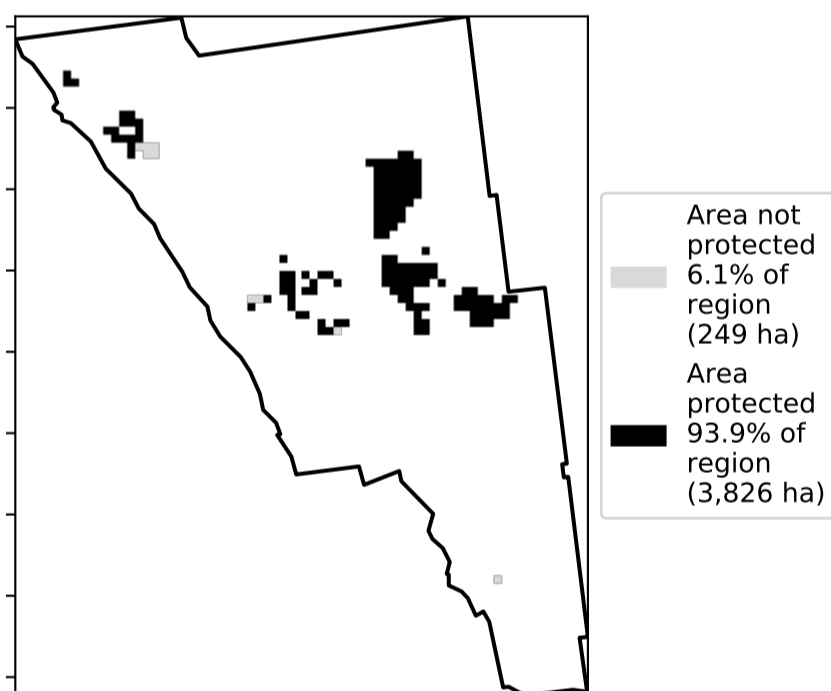 Area not
protected
6.1% of
region
(249 ha)
Area
protected
93.9% of
region
(3,826 ha)